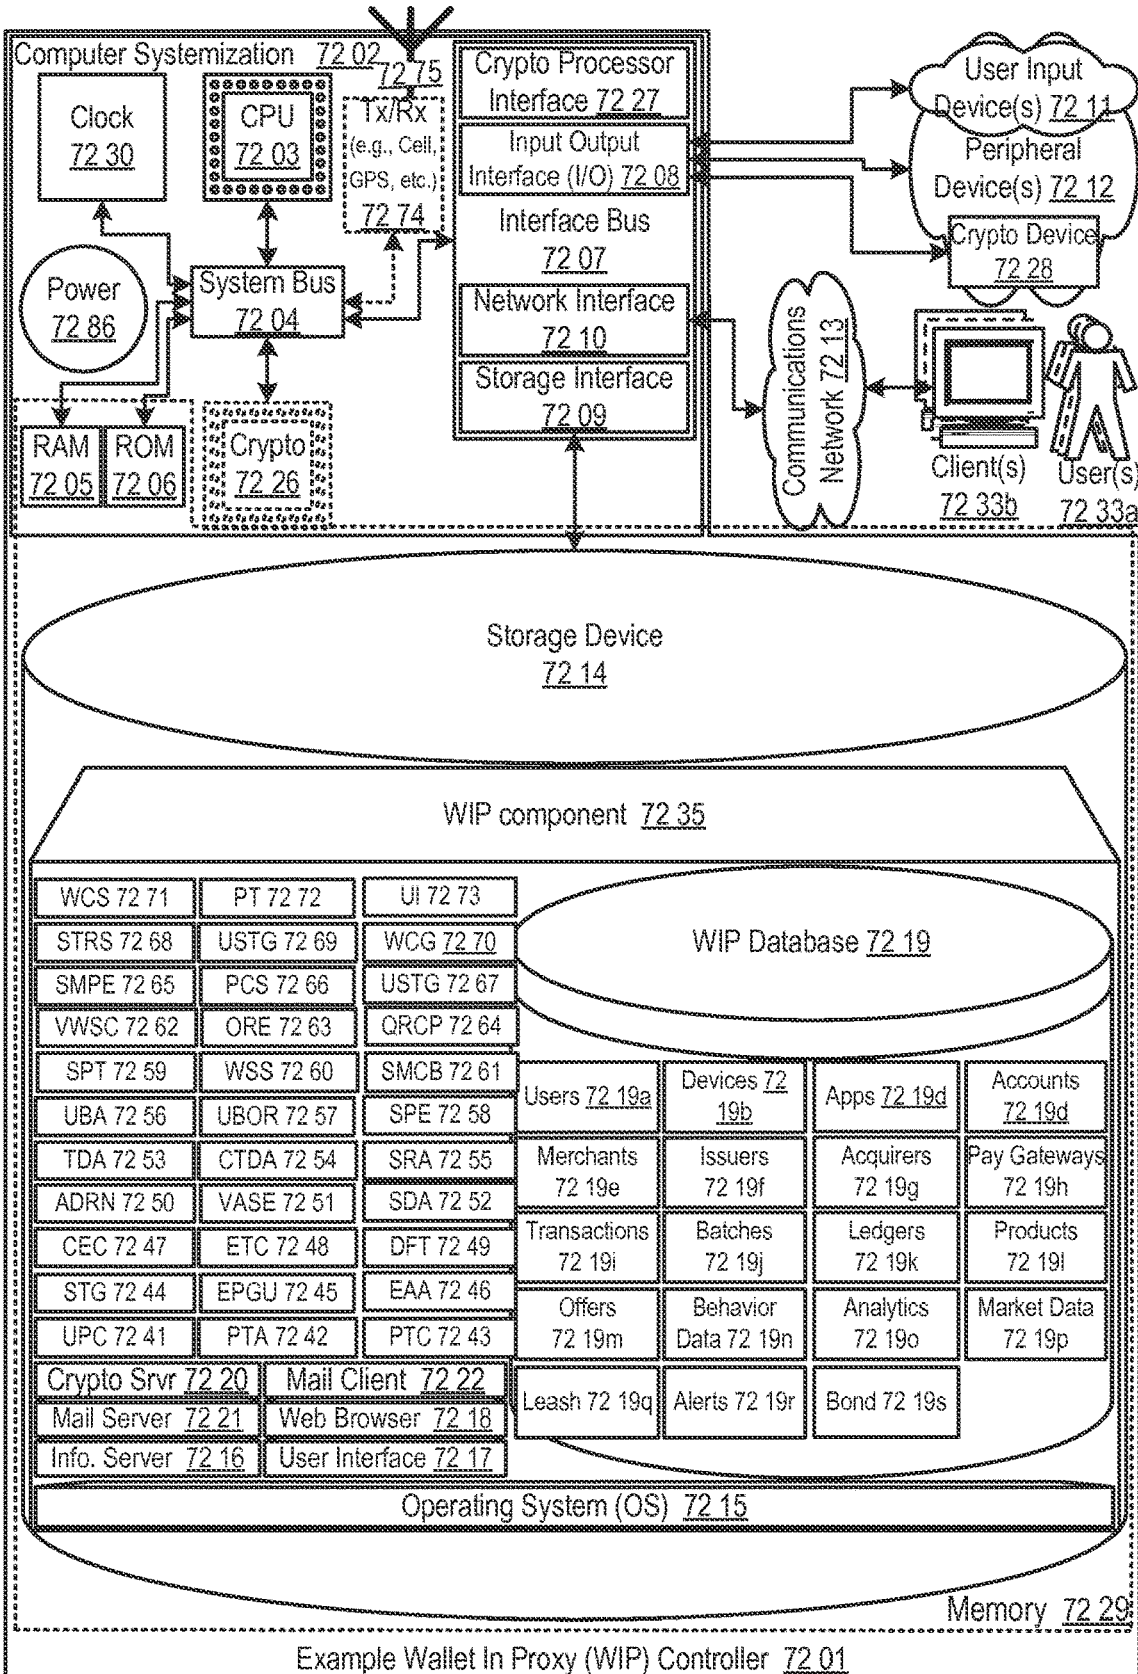 Computer Systemization 72 02
72 75
Clock
72 30
CPU
72 03
Tx/Rx
(e.g., Cell,
GPS, etc.)
72 74
Crypto Processor
Interface 72 27
Input Output
Interface (I/O) 72 08
Interface Bus
72 07
Network Interface
72 10
Storage Interface
72 09
User Input
Device(s) 72 11
Peripheral
Device(s) 72 12
Crypto Device
72 28
Power
72 86
System Bus
72 04
RAM
72 05
ROM
72 06
Crypto
72 26
Communications
Network 72 13
Client(s)
72 33b
User(s)
72 33a
Storage Device
72 14
WIP component 72 35
WCS 72 71
PT 72 72
UI 72 73
STRS 72 68
USTG 72 69
WCG 72 70
SMPE 72 65
PCS 72 66
USTG 72 67
VWSC 72 62
ORE 72 63
QRCP 72 64
SPT 72 59
WSS 72 60
SMCB 72 61
UBA 72 56
UBOR 72 57
SPE 72 58
TDA 72 53
CTDA 72 54
SRA 72 55
ADRN 72 50
VASE 72 51
SDA 72 52
CEC 72 47
ETC 72 48
DFT 72 49
STG 72 44
EPGU 72 45
EAA 72 46
UPC 72 41
PTA 72 42
PTC 72 43
Crypto Srvr 72 20
Mail Client 72 22
Mail Server 72 21
Web Browser 72 18
Info. Server 72 16
User Interface 72 17
WIP Database 72 19
Users 72 19a
Devices 72
19b
Apps 72 19d
Accounts
72 19d
Merchants
72 19e
Issuers
72 19f
Acquirers
72 19g
Pay Gateways
72 19h
Transactions
72 19i
Batches
72 19j
Ledgers
72 19k
Products
72 19l
Offers
72 19m
Behavior
Data 72 19n
Analytics
72 19o
Market Data
72 19p
Leash 72 19q
Alerts 72 19r
Bond 72 19s
Operating System (OS) 72 15
Memory 72 29
Example Wallet In Proxy (WIP) Controller 72 01